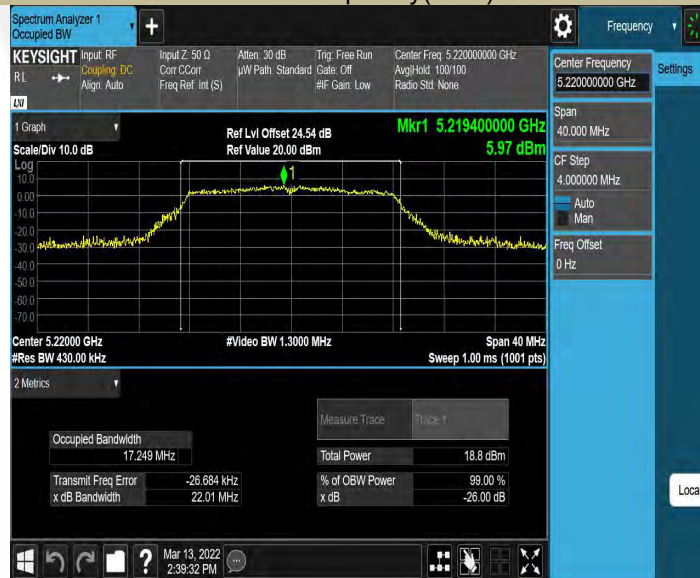 Spectrum Analyzer 1
Occupied BW
Frequency
KEYSIGHT
RL
LXI
Input: RF
Coupling: DC
Align: Auto
Input Z: 50 Ω
Corr CCorr
Freq Ref: Int (S)
Atten: 30 dB
µW Path: Standard
Trig: Free Run
Gate: Off
#IF Gain: Low
Center Freq: 5.220000000 GHz
Avg|Hold: 100/100
Radio Std: None
Center Frequency
5.220000000 GHz
Settings
Span
40.000 MHz
CF Step
4.000000 MHz
Auto
Man
Freq Offset
0 Hz
Local
1 Graph
Scale/Div 10.0 dB
Ref Lvl Offset 24.54 dB
Ref Value 20.00 dBm
Mkr1 5.219400000 GHz
5.97 dBm
Log
10.0
0.00
-10.0
-20.0
-30.0
-40.0
-50.0
-60.0
-70.0
1
Center 5.22000 GHz
#Res BW 430.00 kHz
#Video BW 1.3000 MHz
Span 40 MHz
Sweep 1.00 ms (1001 pts)
2 Metrics
Measure Trace
Trace 1
Occupied Bandwidth
17.249 MHz
Total Power
18.8 dBm
Transmit Freq Error
-26.684 kHz
% of OBW Power
99.00 %
x dB Bandwidth
22.01 MHz
x dB
-26.00 dB
?
Mar 13, 2022
2:39:32 PM